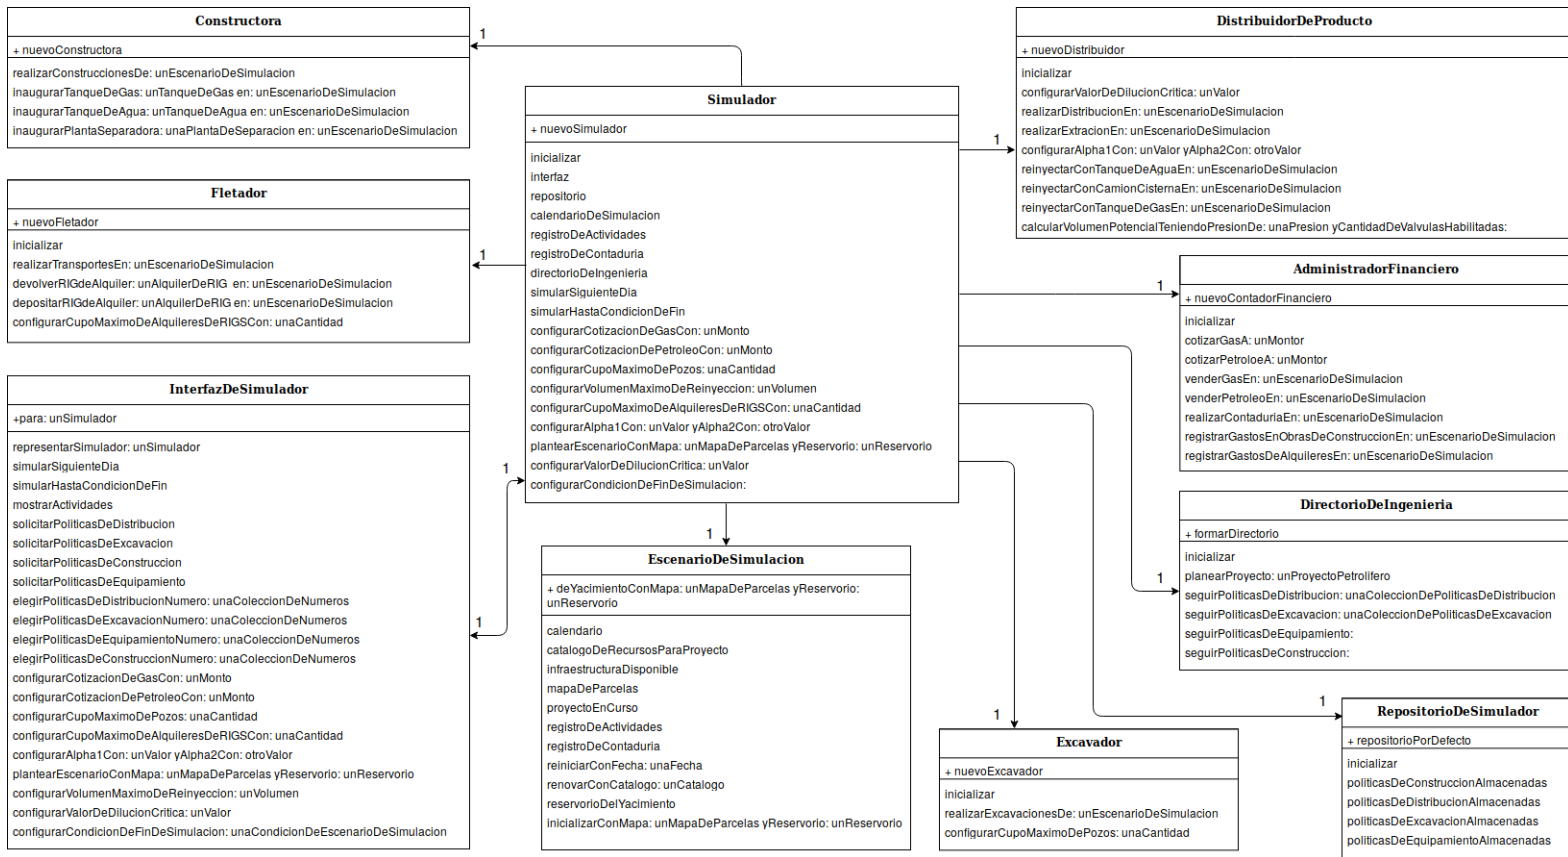 Constructora
+ nuevoConstructora
realizarConstruccionesDe: unEscenarioDeSimulacion
inaugurarTanqueDeGas: unTanqueDeGas en: unEscenarioDeSimulacion
inaugurarTanqueDeAgua: unTanqueDeAgua en: unEscenarioDeSimulacion
inaugurarPlantaSeparadora: unaPlantaDeSeparacion en: unEscenarioDeSimulacion
Fletador
+ nuevoFletador
inicializar
realizarTransportesEn: unEscenarioDeSimulacion
devolverRIGdeAlquiler: unAlquilerDeRIG en: unEscenarioDeSimulacion
depositarRIGdeAlquiler: unAlquilerDeRIG en: unEscenarioDeSimulacion
configurarCupoMaximoDeAlquileresDeRIGSCon: unaCantidad
InterfazDeSimulador
+para: unSimulador
representarSimulador: unSimulador
simularSiguienteDia
simularHastaCondicionDeFin
mostrarActividades
solicitarPoliticasDeDistribucion
solicitarPoliticasDeExcavacion
solicitarPoliticasDeConstruccion
solicitarPoliticasDeEquipamiento
elegirPoliticasDeDistribucionNumero: unaColeccionDeNumeros
elegirPoliticasDeExcavacionNumero: unaColeccionDeNumeros
elegirPoliticasDeEquipamientoNumero: unaColeccionDeNumeros
elegirPoliticasDeConstruccionNumero: unaColeccionDeNumeros
configurarCotizacionDeGasCon: unMonto
configurarCotizacionDePetroleoCon: unMonto
configurarCupoMaximoDePozos: unaCantidad
configurarCupoMaximoDeAlquileresDeRIGSCon: unaCantidad
configurarAlpha1Con: unValor yAlpha2Con: otroValor
plantearEscenarioConMapa: unMapaDeParcelas yReservorio: unReservorio
configurarVolumenMaximoDeReinyeccion: unVolumen
configurarValorDeDilucionCritica: unValor
configurarCondicionDeFinDeSimulacion: unaCondicionDeEscenarioDeSimulacion
1
1
1
1
Simulador
+ nuevoSimulador
inicializar
interfaz
repositorio
calendarioDeSimulacion
registroDeActividades
registroDeContaduria
directorioDeIngenieria
simularSiguienteDia
simularHastaCondicionDeFin
configurarCotizacionDeGasCon: unMonto
configurarCotizacionDePetroleoCon: unMonto
configurarCupoMaximoDePozos: unaCantidad
configurarVolumenMaximoDeReinyeccion: unVolumen
configurarCupoMaximoDeAlquileresDeRIGSCon: unaCantidad
configurarAlpha1Con: unValor yAlpha2Con: otroValor
plantearEscenarioConMapa: unMapaDeParcelas yReservorio: unReservorio
configurarValorDeDilucionCritica: unValor
configurarCondicionDeFinDeSimulacion:
1
EscenarioDeSimulacion
+ deYacimientoConMapa: unMapaDeParcelas yReservorio:
unReservorio
calendario
catalogoDeRecursosParaProyecto
infraestructuraDisponible
mapaDeParcelas
proyectoEnCurso
registroDeActividades
registroDeContaduria
reiniciarConFecha: unaFecha
renovarConCatalogo: unCatalogo
reservorioDelYacimiento
inicializarConMapa: unMapaDeParcelas yReservorio: unReservorio
1
DistribuidorDeProducto
+ nuevoDistribuidor
inicializar
configurarValorDeDilucionCritica: unValor
realizarDistribucionEn: unEscenarioDeSimulacion
realizarExtracionEn: unEscenarioDeSimulacion
configurarAlpha1Con: unValor yAlpha2Con: otroValor
reinyectarConTanqueDeAguaEn: unEscenarioDeSimulacion
reinyectarConCamionCisternaEn: unEscenarioDeSimulacion
reinyectarConTanqueDeGasEn: unEscenarioDeSimulacion
calcularVolumenPotencialTeniendoPresionDe: unaPresion yCantidadDeValvulasHabilitadas:
1
AdministradorFinanciero
+ nuevoContadorFinanciero
inicializar
cotizarGasA: unMontor
cotizarPetroloeA: unMontor
venderGasEn: unEscenarioDeSimulacion
venderPetroleoEn: unEscenarioDeSimulacion
realizarContaduriaEn: unEscenarioDeSimulacion
registrarGastosEnObrasDeConstruccionEn: unEscenarioDeSimulacion
registrarGastosDeAlquileresEn: unEscenarioDeSimulacion
1
DirectorioDeIngenieria
+ formarDirectorio
inicializar
planearProyecto: unProyectoPetrolifero
seguirPoliticasDeDistribucion: unaColeccionDePoliticasDeDistribucion
seguirPoliticasDeExcavacion: unaColeccionDePoliticasDeExcavacion
seguirPoliticasDeEquipamiento:
seguirPoliticasDeConstruccion:
1
Excavador
+ nuevoExcavador
inicializar
realizarExcavacionesDe: unEscenarioDeSimulacion
configurarCupoMaximoDePozos: unaCantidad
1
RepositorioDeSimulador
+ repositorioPorDefecto
inicializar
politicasDeConstruccionAlmacenadas
politicasDeDistribucionAlmacenadas
politicasDeExcavacionAlmacenadas
politicasDeEquipamientoAlmacenadas